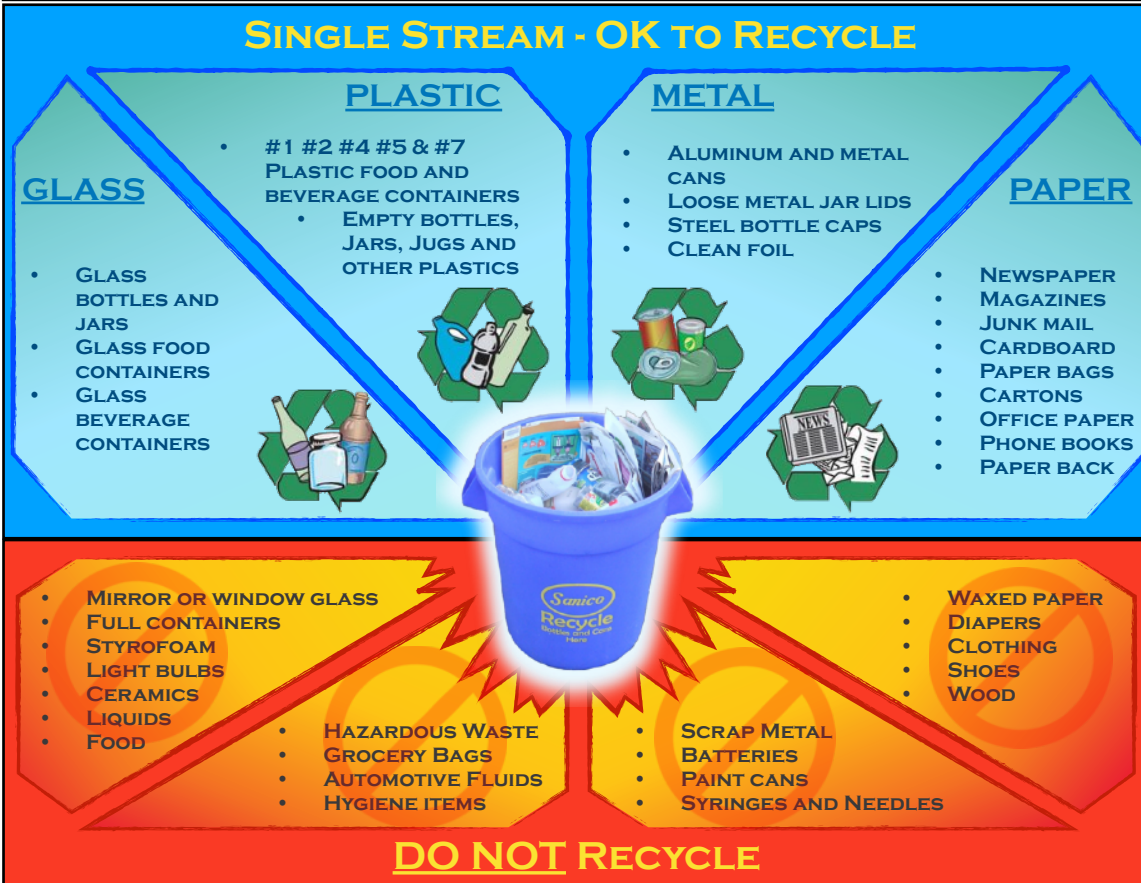 Single Stream - OK to Recycle
GLASS
• Glass
bottles and
jars
• Glass food
containers
• Glass
beverage
containers
PLASTIC
• #1 #2 #4 #5 & #7
Plastic food and
beverage containers
• Empty bottles,
Jars, Jugs and
other plastics
METAL
• Aluminum and metal
cans
• Loose metal jar lids
• Steel bottle caps
• Clean foil
PAPER
• Newspaper
• Magazines
• Junk mail
• Cardboard
• Paper bags
• Cartons
• Office paper
• Phone books
• Paper back
NEWS
Sanico
Recycle
Bottles and Cans
Here
• Mirror or window glass
• Full containers
• Styrofoam
• Light bulbs
• Ceramics
• Liquids
• Food
• Hazardous Waste
• Grocery Bags
• Automotive Fluids
• Hygiene items
• Scrap Metal
• Batteries
• Paint cans
• Syringes and Needles
• Waxed paper
• Diapers
• Clothing
• Shoes
• Wood
DO NOT Recycle